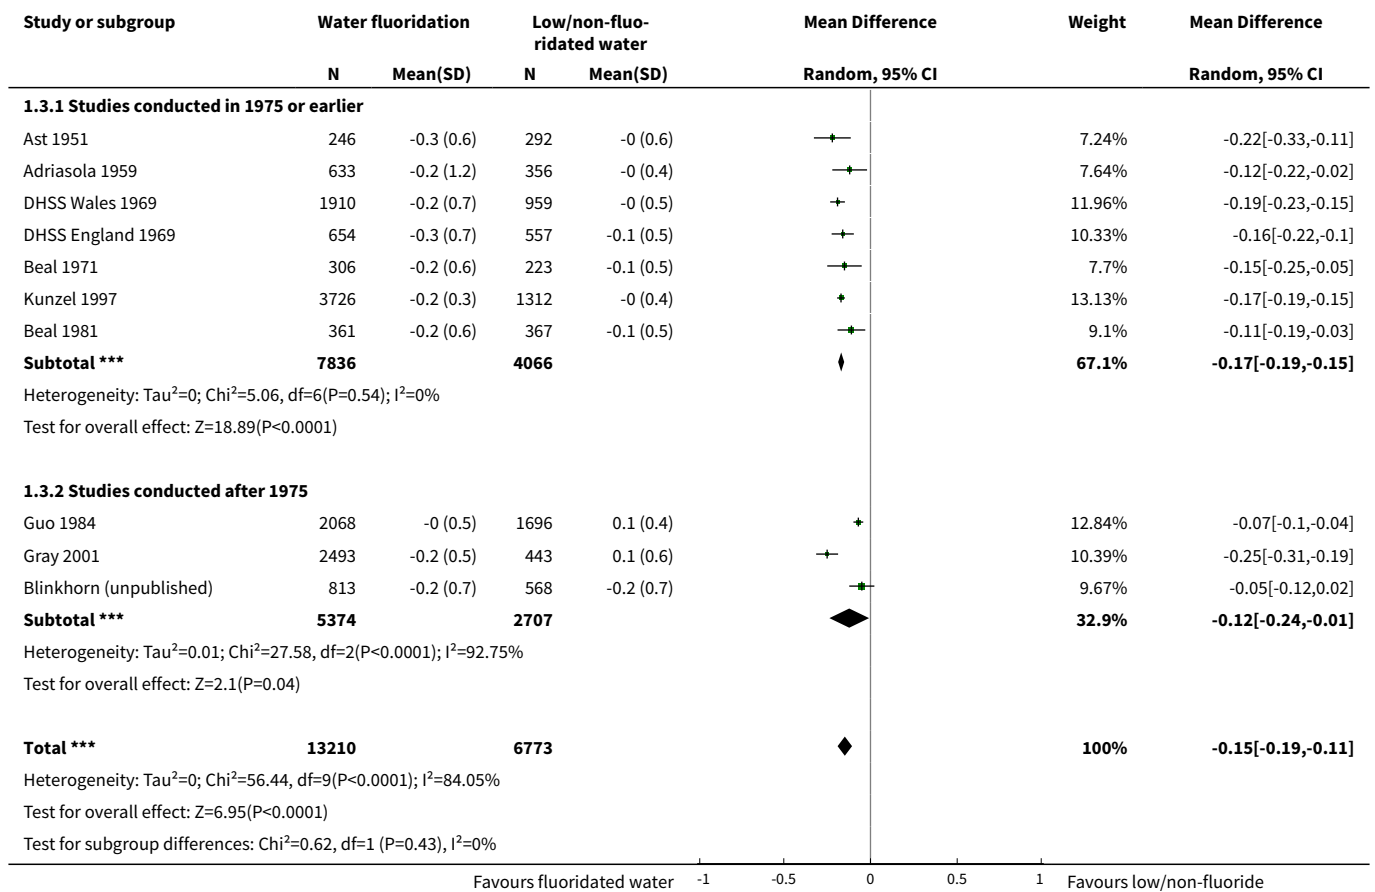 Study or subgroup Water fluoridation Low/non-fluo- Mean Difference Weight Mean Difference
ridated water
N Mean(SD) N Mean(SD) Random, 95% CI Random, 95% CI
1.3.1 Studies conducted in 1975 or earlier
Ast 1951 246 -0.3 (0.6) 292 -0 (0.6) 7.24% -0.22[-0.33,-0.11]
Adriasola 1959 633 -0.2 (1.2) 356 -0 (0.4) 7.64% -0.12[-0.22,-0.02]
DHSS Wales 1969 1910 -0.2 (0.7) 959 -0 (0.5) 11.96% -0.19[-0.23,-0.15]
DHSS England 1969 654 -0.3 (0.7) 557 -0.1 (0.5) 10.33% -0.16[-0.22,-0.1]
Beal 1971 306 -0.2 (0.6) 223 -0.1 (0.5) 7.7% -0.15[-0.25,-0.05]
Kunzel 1997 3726 -0.2 (0.3) 1312 -0 (0.4) 13.13% -0.17[-0.19,-0.15]
Beal 1981 361 -0.2 (0.6) 367 -0.1 (0.5) 9.1% -0.11[-0.19,-0.03]
Subtotal *** 7836 4066 67.1% -0.17[-0.19,-0.15]
Heterogeneity: Tau²=0; Chi²=5.06, df=6(P=0.54); I²=0%
Test for overall effect: Z=18.89(P<0.0001)
1.3.2 Studies conducted after 1975
Guo 1984 2068 -0 (0.5) 1696 0.1 (0.4) 12.84% -0.07[-0.1,-0.04]
Gray 2001 2493 -0.2 (0.5) 443 0.1 (0.6) 10.39% -0.25[-0.31,-0.19]
Blinkhorn (unpublished) 813 -0.2 (0.7) 568 -0.2 (0.7) 9.67% -0.05[-0.12,0.02]
Subtotal *** 5374 2707 32.9% -0.12[-0.24,-0.01]
Heterogeneity: Tau²=0.01; Chi²=27.58, df=2(P<0.0001); I²=92.75%
Test for overall effect: Z=2.1(P=0.04)
Total *** 13210 6773 100% -0.15[-0.19,-0.11]
Heterogeneity: Tau²=0; Chi²=56.44, df=9(P<0.0001); I²=84.05%
Test for overall effect: Z=6.95(P<0.0001)
Test for subgroup differences: Chi²=0.62, df=1 (P=0.43), I²=0%
Favours fluoridated water -1 -0.5 0 0.5 1 Favours low/non-fluoride